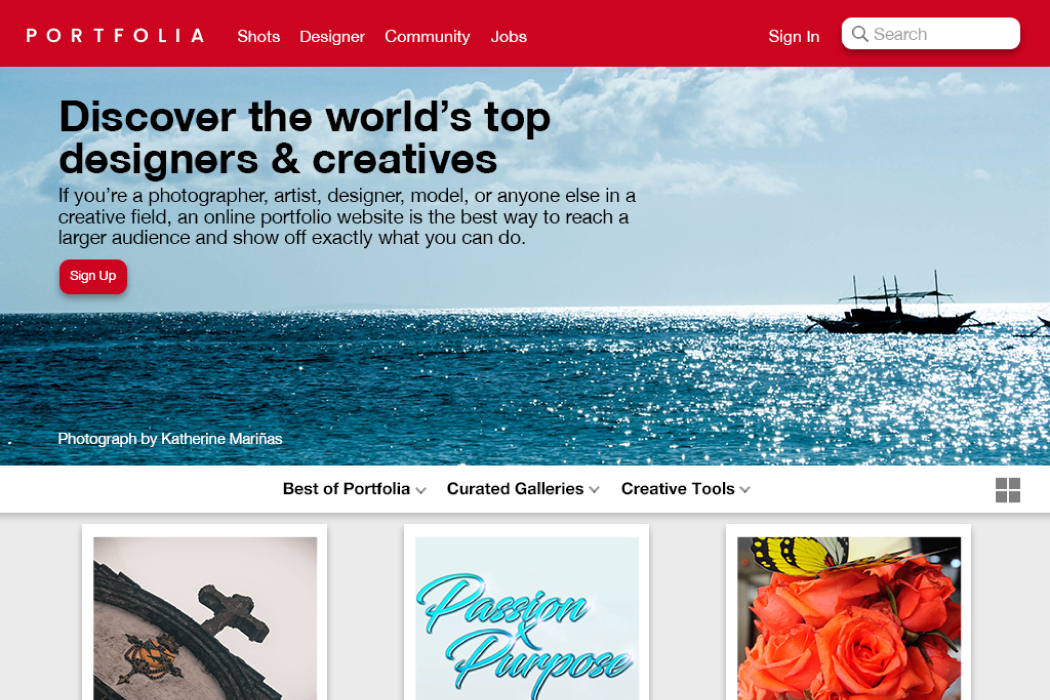 PORTFOLIA Shots Designer Community Jobs Sign In Search
Discover the world’s top
designers & creatives
If you’re a photographer, artist, designer, model, or anyone else in a
creative field, an online portfolio website is the best way to reach a
larger audience and show off exactly what you can do.
Sign Up
Photograph by Katherine Mariñas
Best of Portfolia Curated Galleries Creative Tools
Passion
x
Purpose